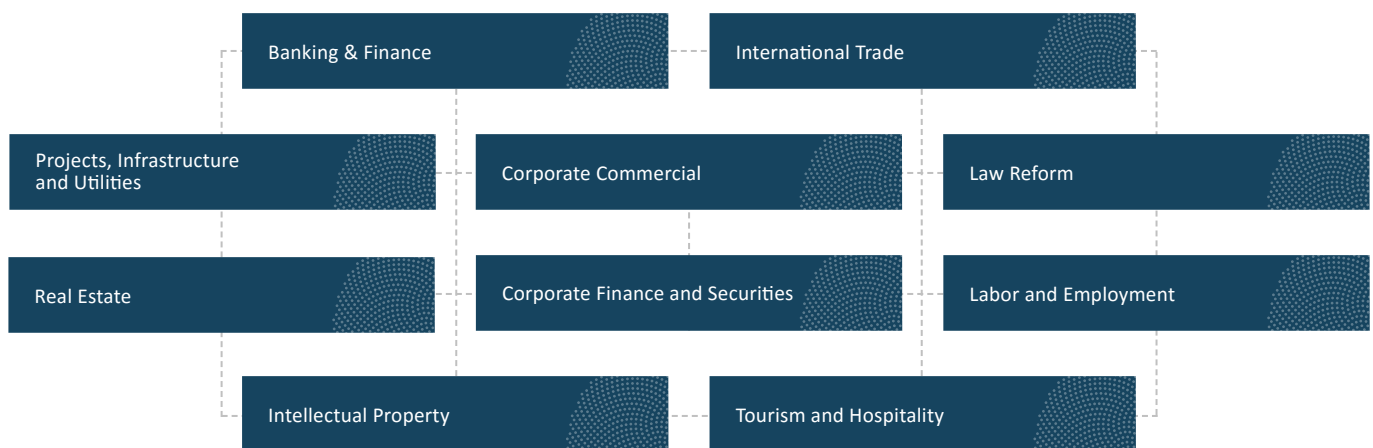 Banking & Finance
International Trade
Projects, Infrastructure
and Utilities
Corporate Commercial
Law Reform
Real Estate
Corporate Finance and Securities
Labor and Employment
Intellectual Property
Tourism and Hospitality